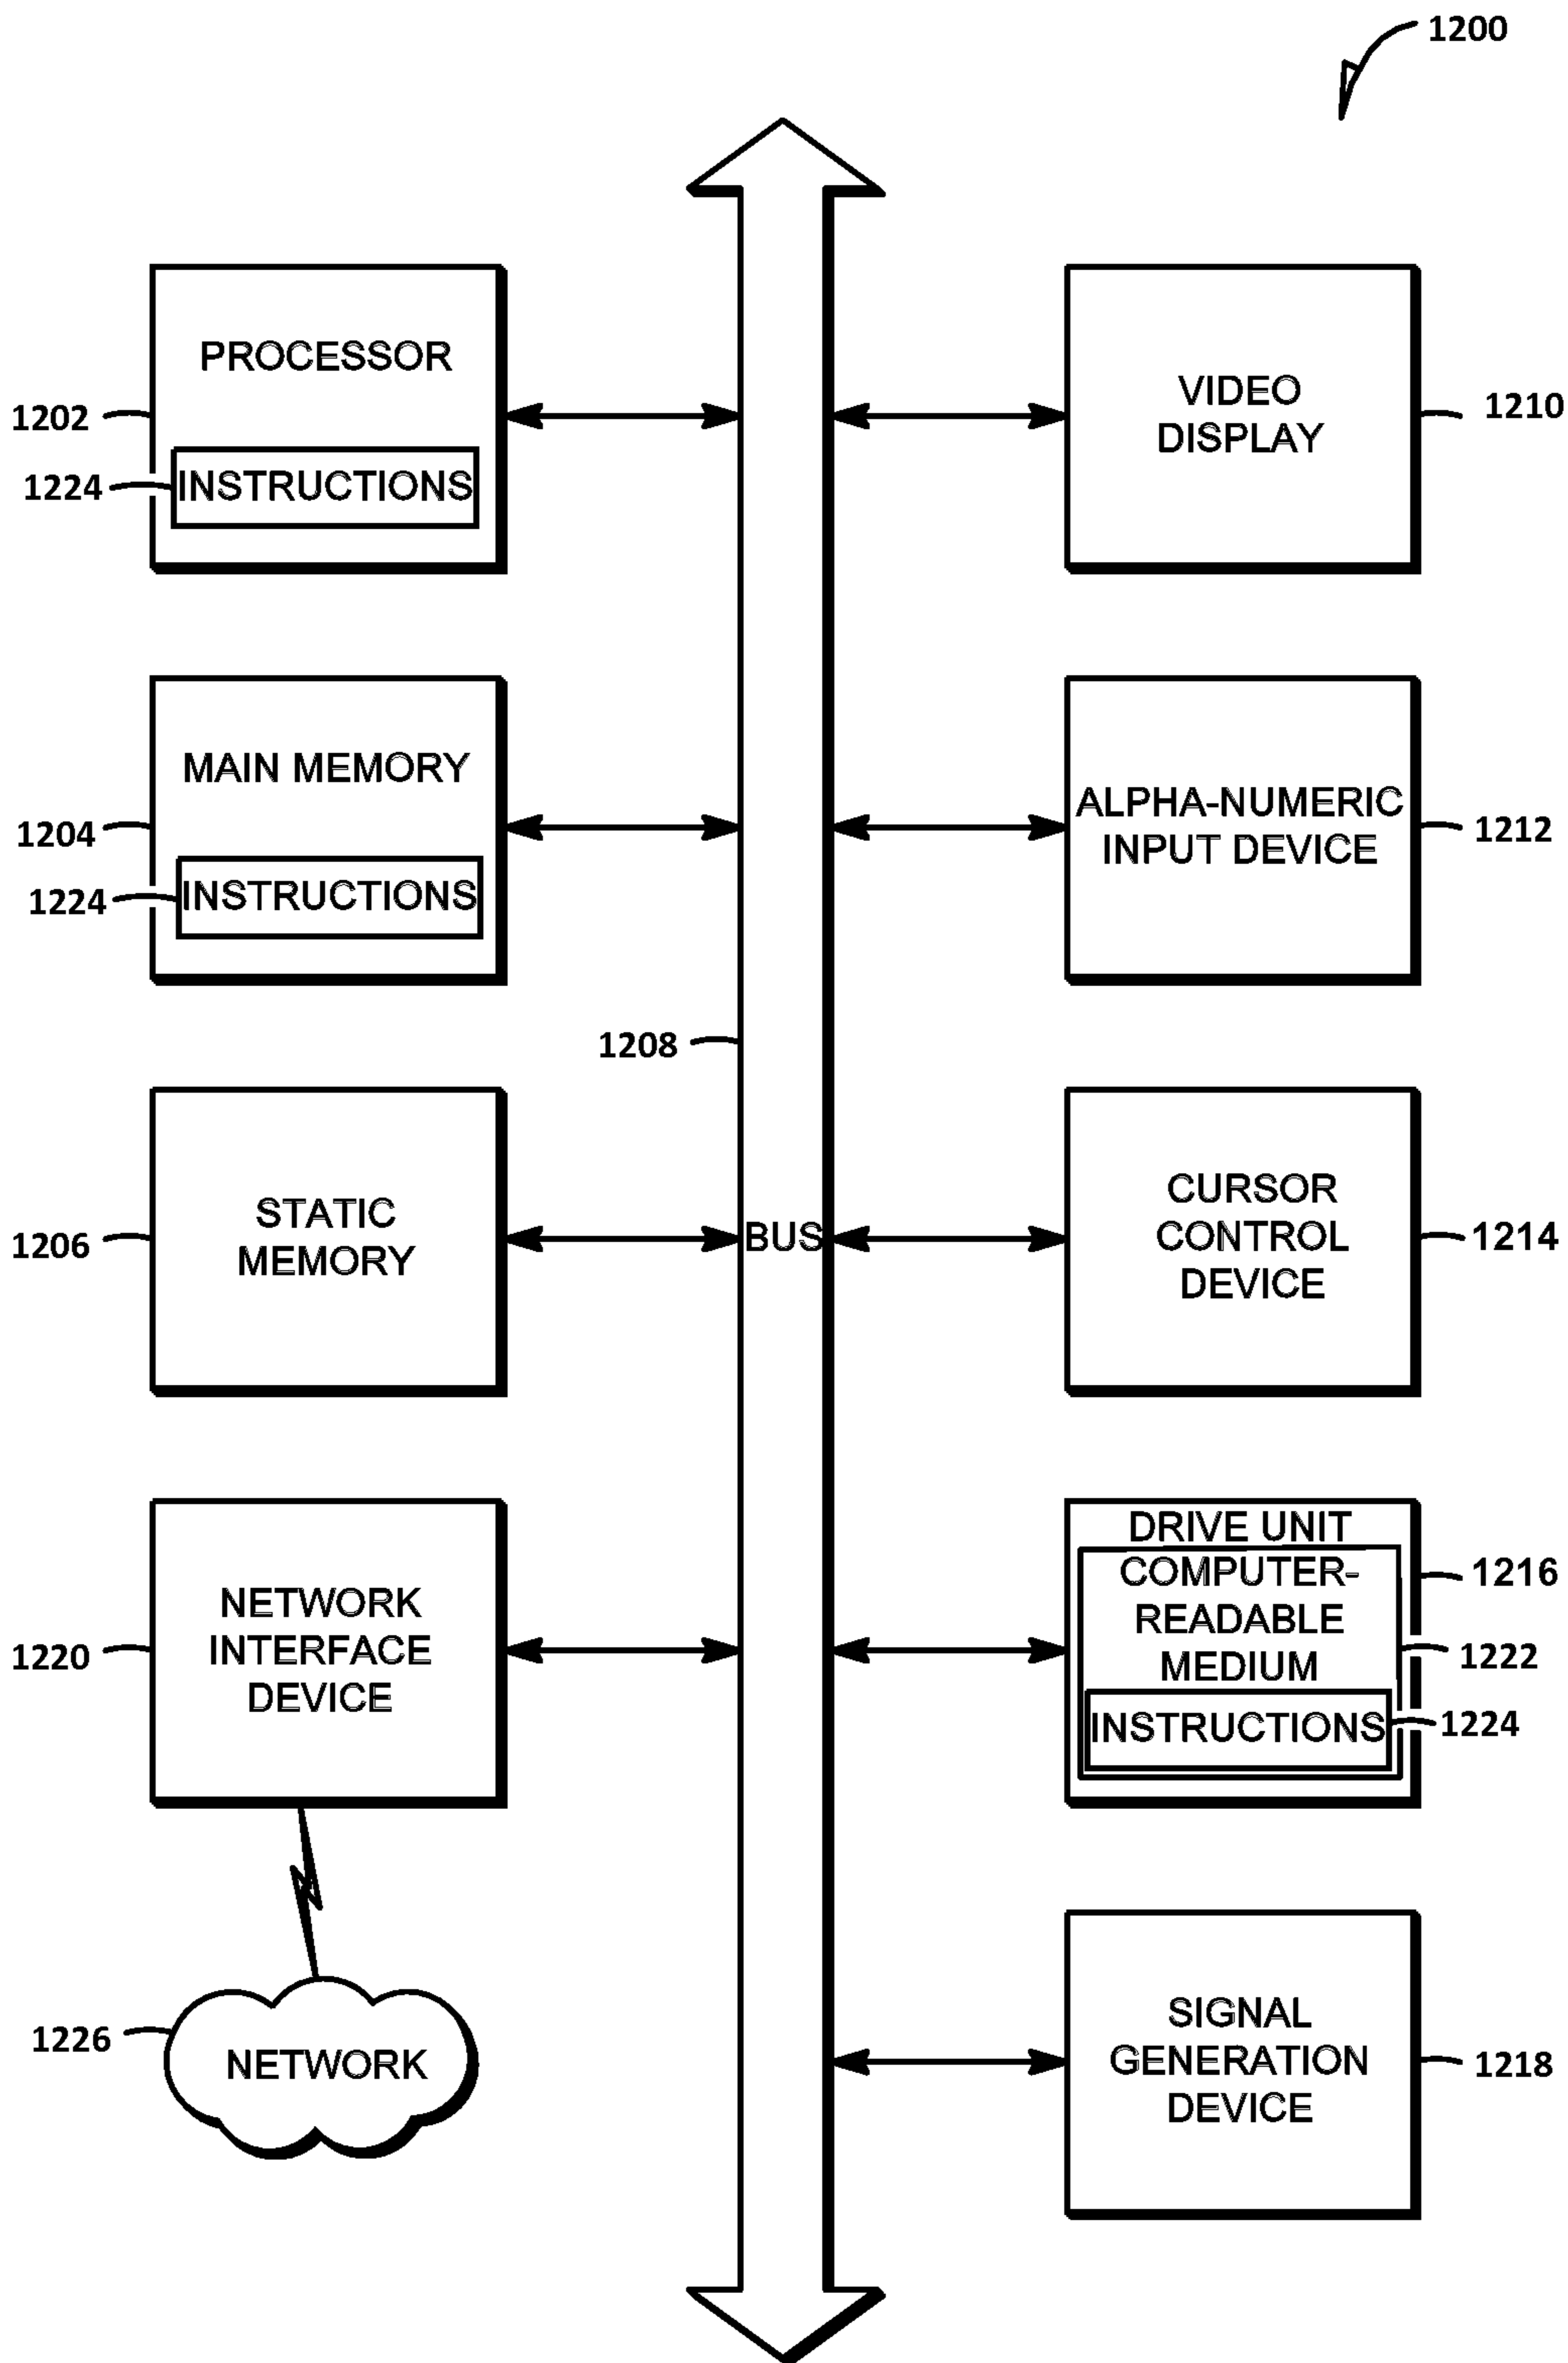 1200
PROCESSOR
1202
INSTRUCTIONS
1224
VIDEO
DISPLAY
1210
MAIN MEMORY
1204
INSTRUCTIONS
1224
ALPHA-NUMERIC
INPUT DEVICE
1212
1208
BUS
STATIC
MEMORY
1206
CURSOR
CONTROL
DEVICE
1214
NETWORK
INTERFACE
DEVICE
1220
DRIVE UNIT
1216
COMPUTER-
READABLE
MEDIUM
1222
INSTRUCTIONS
1224
1226
NETWORK
SIGNAL
GENERATION
DEVICE
1218